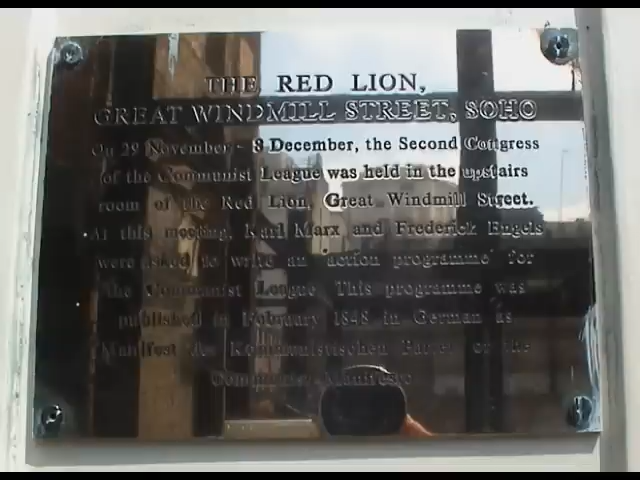 THE RED LION,
GREAT WINDMILL STREET, SOHO
On 29 November - 8 December, the Second Congress
of the Communist League was held in the upstairs
room of the Red Lion, Great Windmill Street.
At this meeting, Karl Marx and Frederick Engels
were asked to write an 'action programme' for
the Communist League. This programme was
published in February 1848 in German as
Manifest der Kommunistischen Partei or the
Communist Manifesto